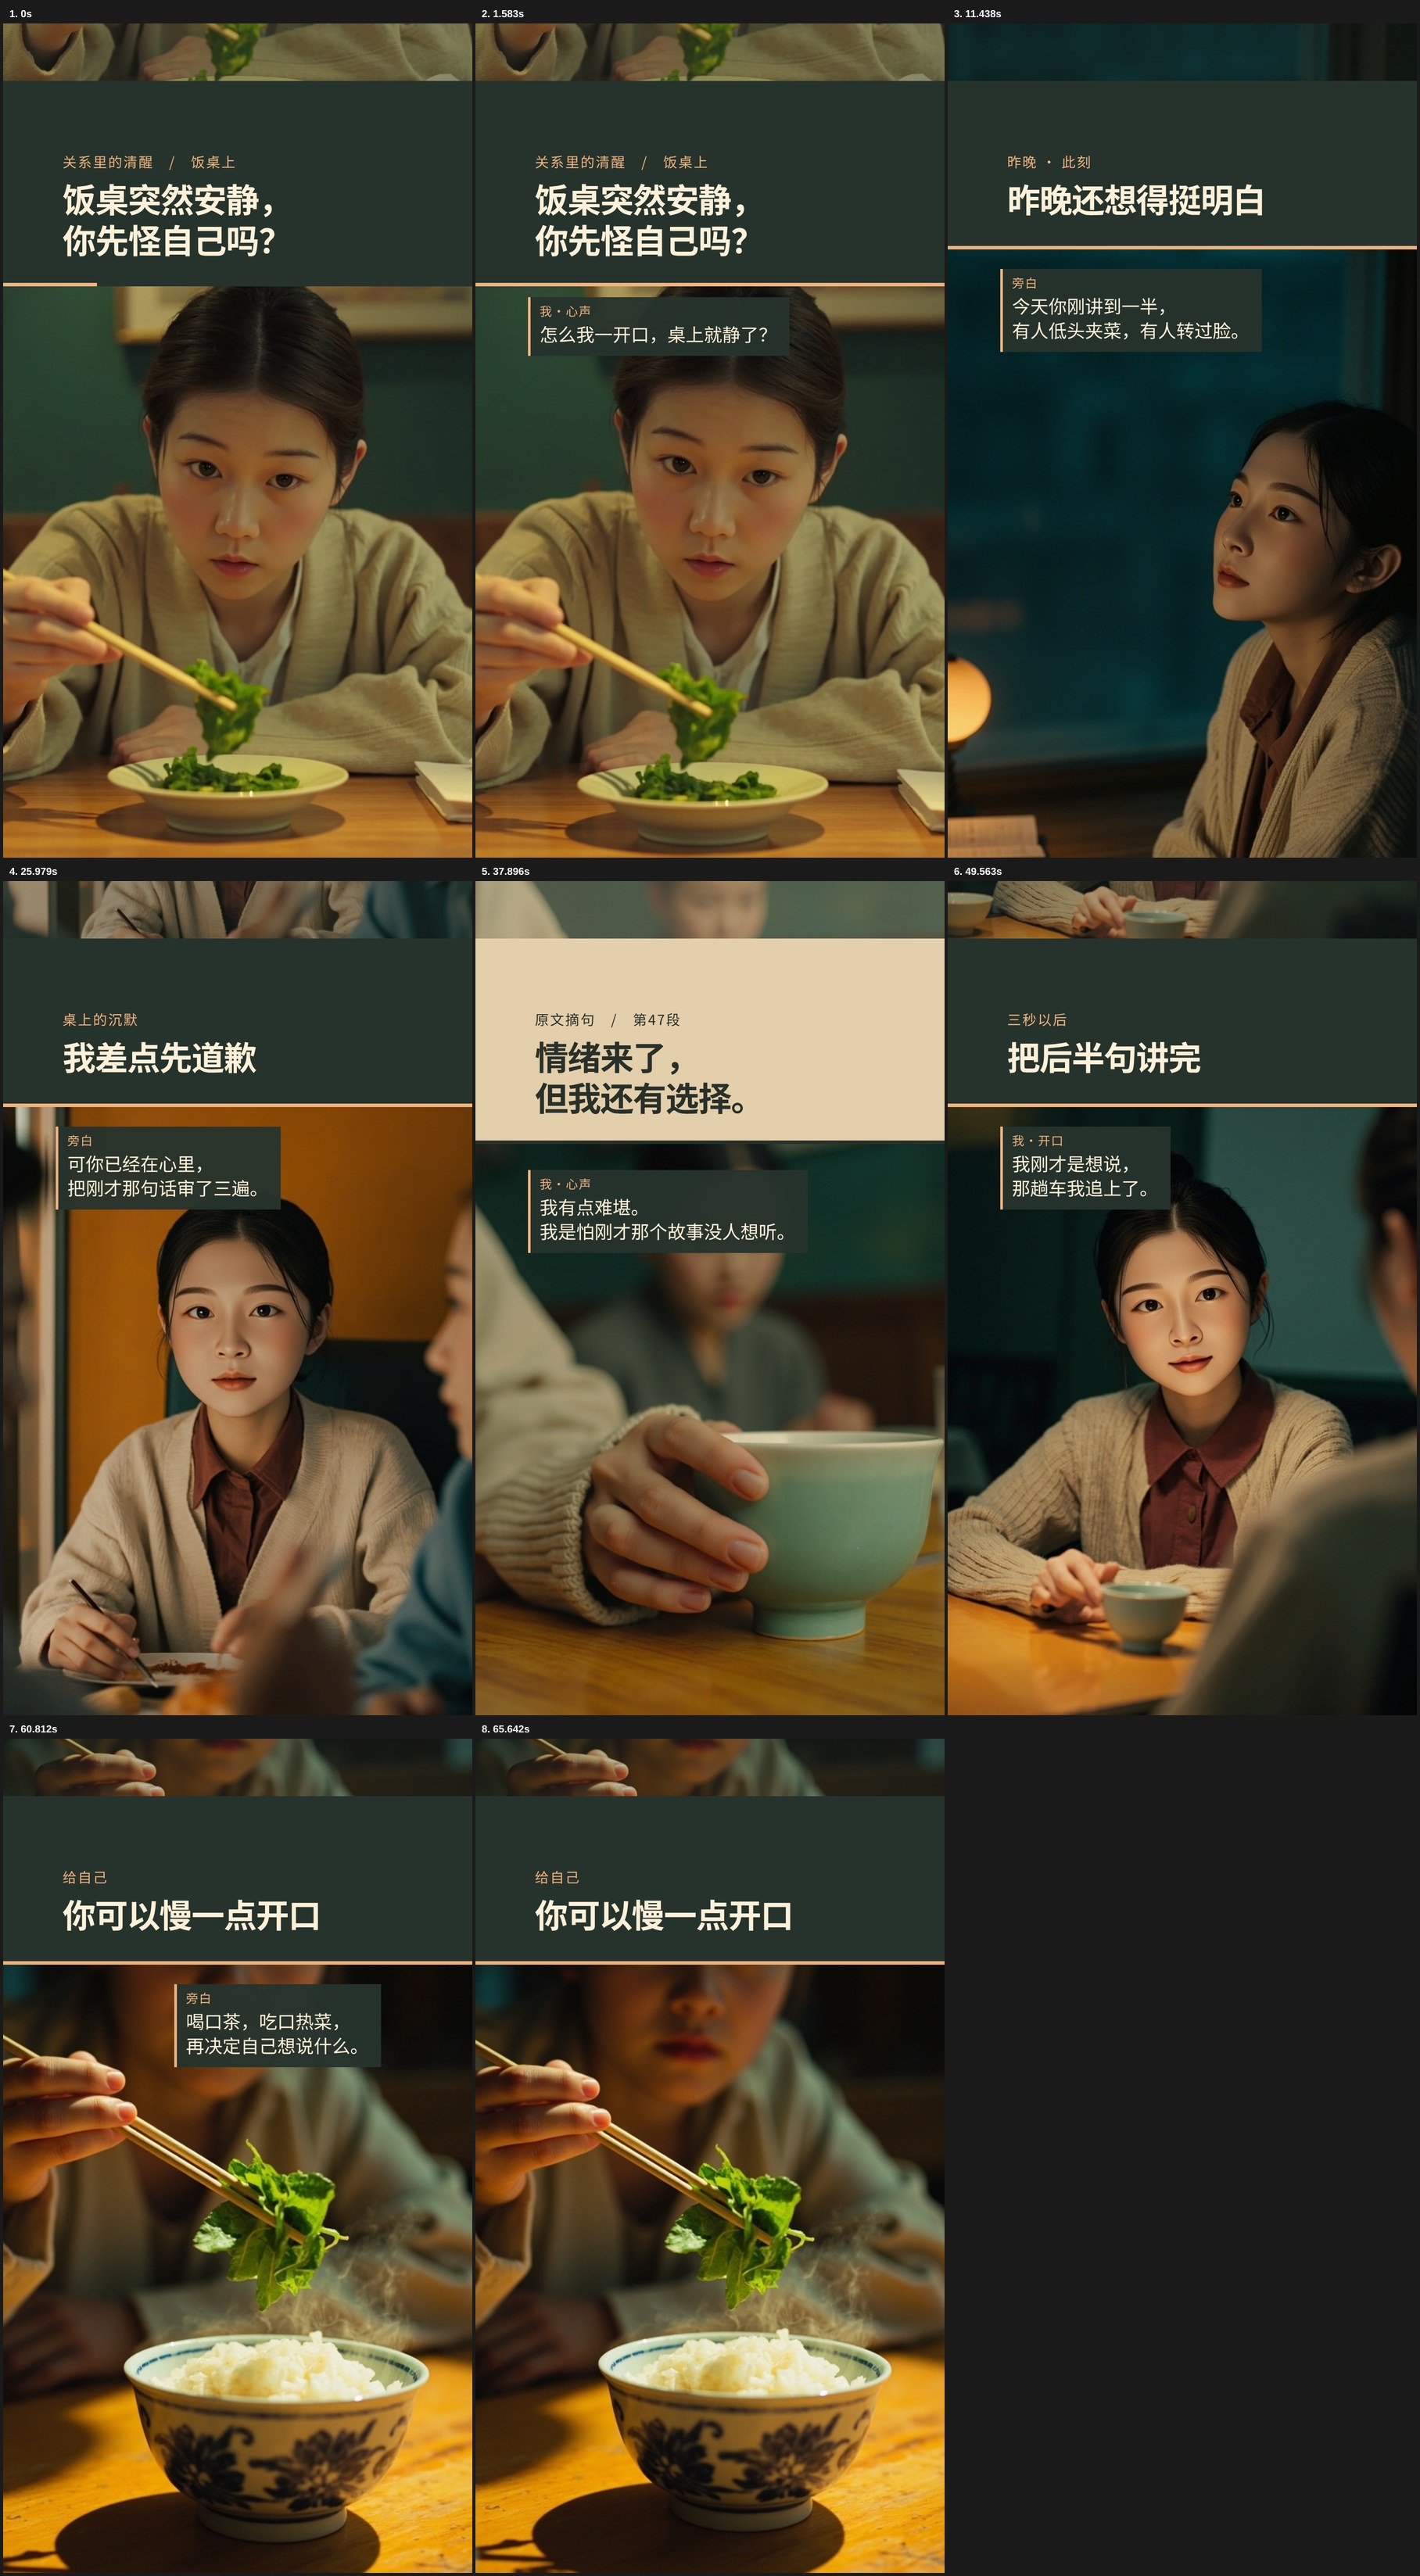 1. 0s
关系里的清醒 / 饭桌上
饭桌突然安静，
你先怪自己吗？
2. 1.583s
关系里的清醒 / 饭桌上
饭桌突然安静，
你先怪自己吗？
我・心声
怎么我一开口，桌上就静了？
3. 11.438s
昨晚 · 此刻
昨晚还想得挺明白
旁白
今天你刚讲到一半，
有人低头夹菜，有人转过脸。
4. 25.979s
桌上的沉默
我差点先道歉
旁白
可你已经在心里，
把刚才那句话审了三遍。
5. 37.896s
原文摘句 / 第47段
情绪来了，
但我还有选择。
我・心声
我有点难堪。
我是怕刚才那个故事没人想听。
6. 49.563s
三秒以后
把后半句讲完
我・开口
我刚才是想说，
那趟车我追上了。
7. 60.812s
给自己
你可以慢一点开口
旁白
喝口茶，吃口热菜，
再决定自己想说什么。
8. 65.642s
给自己
你可以慢一点开口